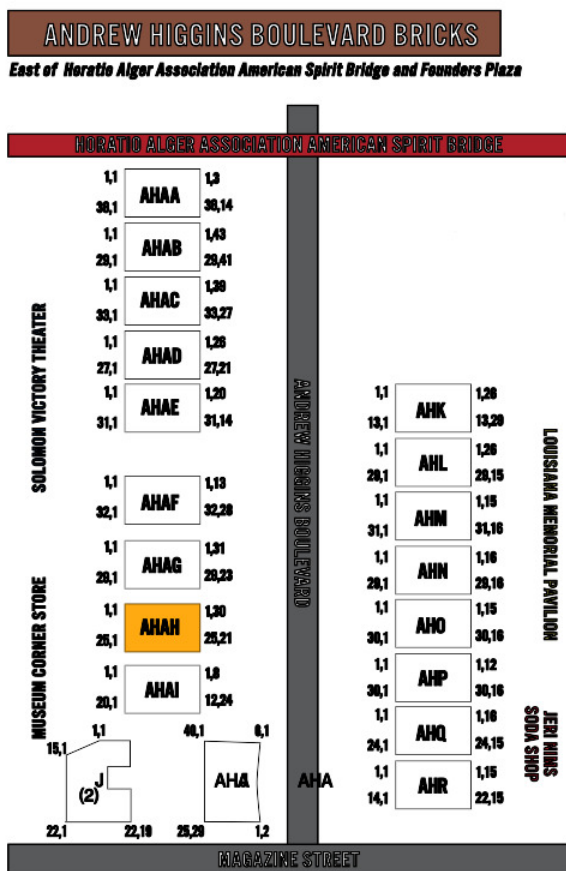 ANDREW HIGGINS BOULEVARD BRICKS
East of Horatio Alger Association American Spirit Bridge and Founders Plaza
HORATIO ALGER ASSOCIATION AMERICAN SPIRIT BRIDGE
1,1 AHAA 1,3
38,1 38,14
1,1 AHAB 1,43
29,1 29,41
1,1 AHAC 1,39
33,1 33,27
1,1 AHAD 1,26
27,1 27,21
1,1 AHAE 1,20
31,1 31,14
SOLOMON VICTORY THEATER
1,1 AHAF 1,13
32,1 32,28
1,1 AHAG 1,31
29,1 29,23
1,1 AHAH 1,30
25,1 25,21
1,1 AHAI 1,8
20,1 12,24
MUSEUM CORNER STORE
1,1
15,1
J
(2)
22,1 22,19
40,1 6,1
25,29 1,2
AHA
ANDREW HIGGINS BOULEVARD
1,1 AHK 1,26
13,1 13,29
1,1 AHL 1,26
29,1 29,15
1,1 AHM 1,15
31,1 31,16
1,1 AHN 1,16
29,1 29,16
1,1 AHO 1,15
30,1 30,16
1,1 AHP 1,12
30,1 30,16
1,1 AHQ 1,16
24,1 24,15
1,1 AHR 1,15
14,1 22,15
LOUISIANA MEMORIAL PAVILION
JERI NIMS
SODA SHOP
MAGAZINE STREET